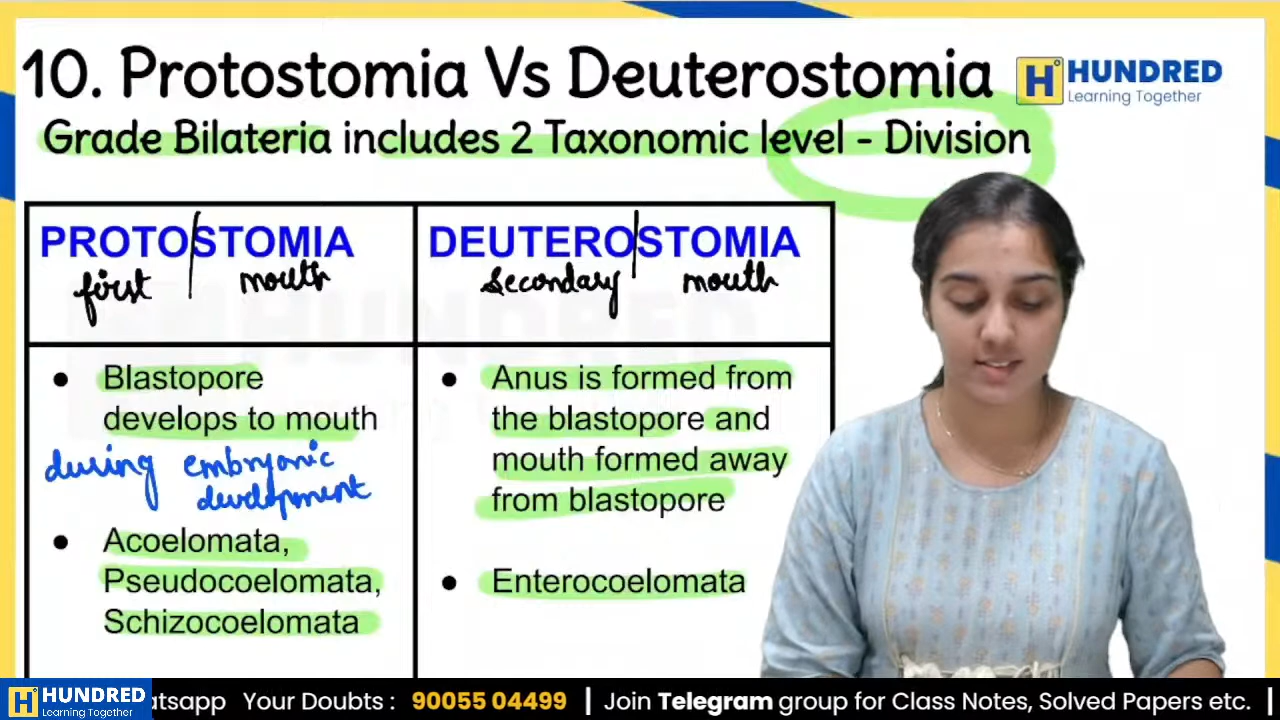 10. Protostomia Vs Deuterostomia
H° HUNDRED
Learning Together
Grade Bilateria includes 2 Taxonomic level - Division
PROTOSTOMIA
first mouth
DEUTEROSTOMIA
secondary mouth
● Blastopore
develops to mouth
during embryonic
development
● Acoelomata,
Pseudocoelomata,
Schizocoelomata
● Anus is formed from
the blastopore and
mouth formed away
from blastopore
● Enterocoelomata
H° HUNDRED
Learning Together
atsapp Your Doubts : 90055 04499 | Join Telegram group for Class Notes, Solved Papers etc. |